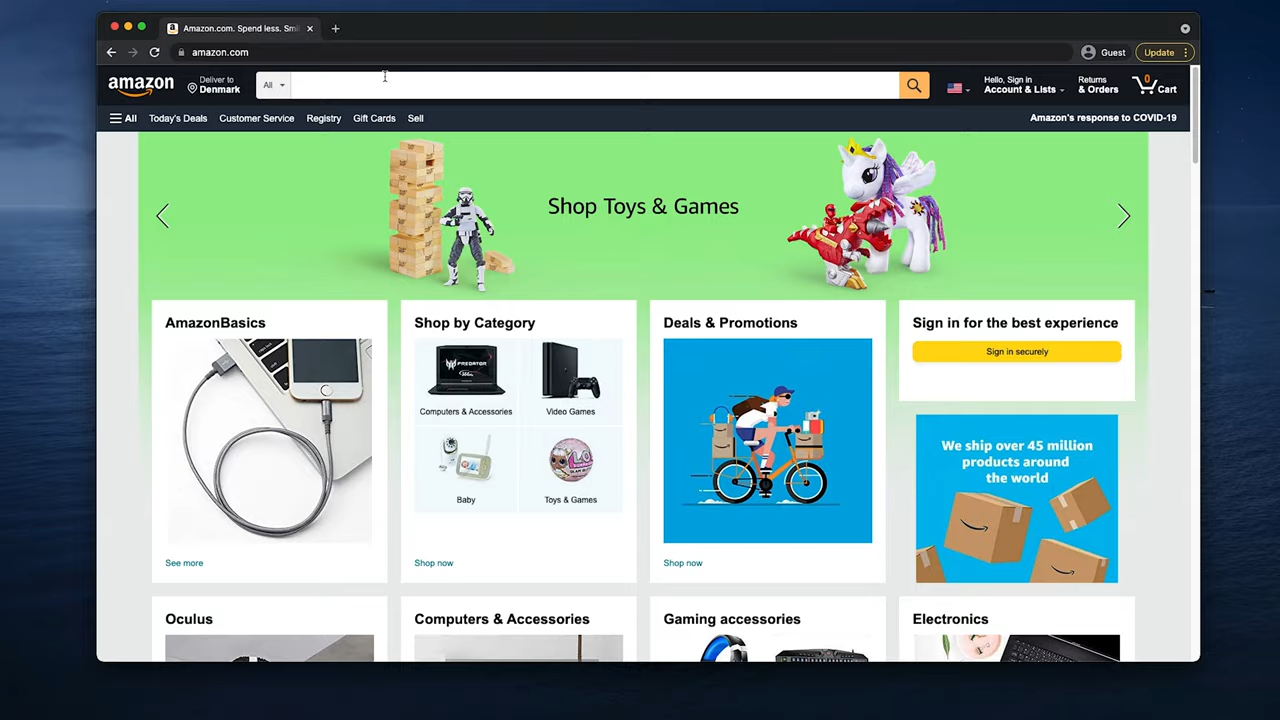 Amazon.com. Spend less. Smi
amazon.com
Guest
Update
amazon
Deliver to
Denmark
All
Hello, Sign in
Account & Lists
Returns
& Orders
0
Cart
All
Today's Deals
Customer Service
Registry
Gift Cards
Sell
Amazon's response to COVID-19
Shop Toys & Games
AmazonBasics
See more
Shop by Category
PREDATOR
Computers & Accessories
Video Games
Baby
Toys & Games
Shop now
Deals & Promotions
Shop now
Sign in for the best experience
Sign in securely
We ship over 45 million
products around
the world
Oculus
Computers & Accessories
Gaming accessories
Electronics